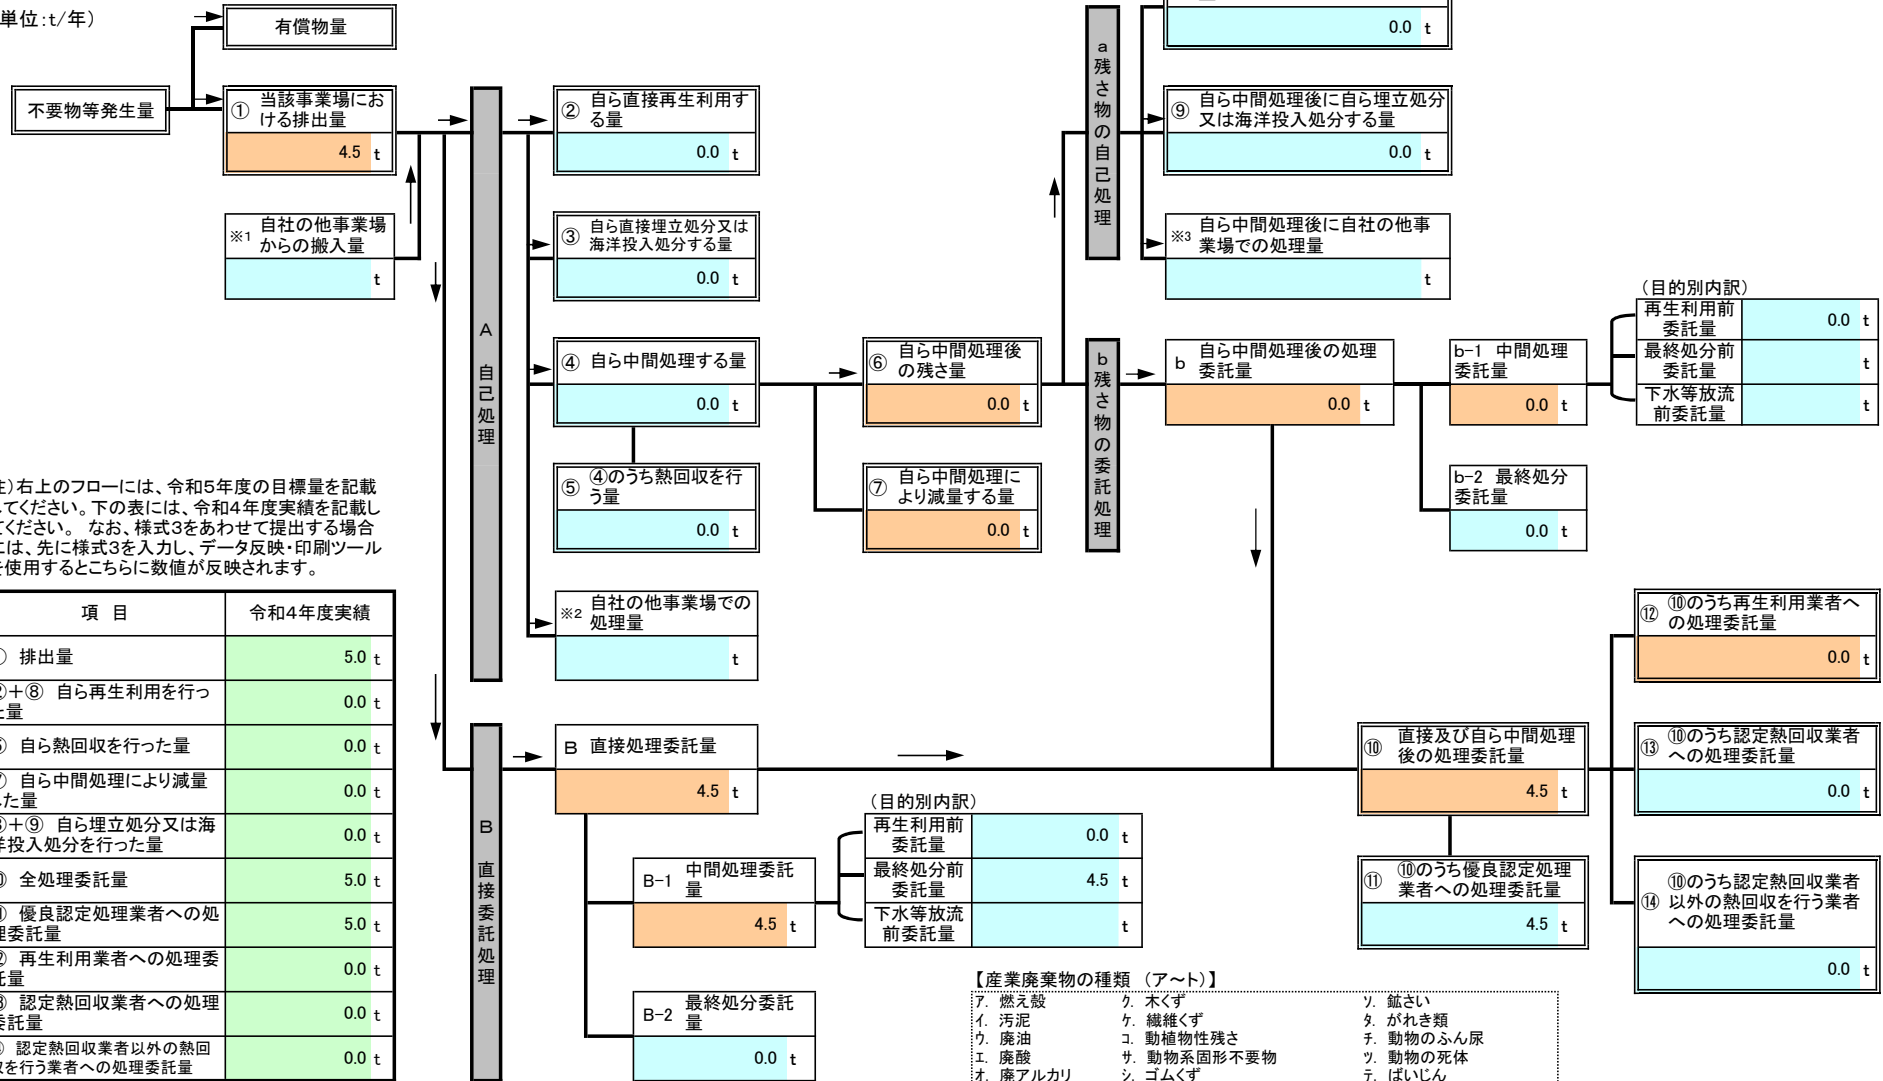 単位:t/年)
有償物量
不要物等発生量
① 当該事業場にお
ける排出量
4.5 t
※1 自社の他事業場
からの搬入量
t
A 自己処理
② 自ら直接再生利用す
る量
0.0 t
③ 自ら直接埋立処分又は
海洋投入処分する量
0.0 t
④ 自ら中間処理する量
0.0 t
⑤ ④のうち熱回収を行
う量
0.0 t
※2 自社の他事業場での
処理量
t
⑥ 自ら中間処理後
の残さ量
0.0 t
⑦ 自ら中間処理に
より減量する量
0.0 t
a 残さ物の自己処理
0.0 t
⑨ 自ら中間処理後に自ら埋立処分
又は海洋投入処分する量
0.0 t
※3 自ら中間処理後に自社の他事
業場での処理量
t
b 残さ物の委託処理
b 自ら中間処理後の処理
委託量
0.0 t
b-1 中間処理
委託量
0.0 t
b-2 最終処分
委託量
0.0 t
(目的別内訳)
再生利用前
委託量
0.0 t
最終処分前
委託量
t
下水等放流
前委託量
t
注)右上のフローには、令和5年度の目標量を記載
してください。下の表には、令和4年度実績を記載し
てください。 なお、様式3をあわせて提出する場合
には、先に様式3を入力し、データ反映・印刷ツール
を使用するとこちらに数値が反映されます。
項 目 令和4年度実績
排出量 5.0 t
+⑧ 自ら再生利用を行っ
た量 0.0 t
自ら熱回収を行った量 0.0 t
自ら中間処理により減量
した量 0.0 t
+⑨ 自ら埋立処分又は海
洋投入処分を行った量 0.0 t
全処理委託量 5.0 t
優良認定処理業者への処
理委託量 5.0 t
再生利用業者への処理委
託量 0.0 t
認定熱回収業者への処理
委託量 0.0 t
認定熱回収業者以外の熱回
収を行う業者への処理委託量 0.0 t
B 直接委託処理
B 直接処理委託量
4.5 t
B-1 中間処理委託
量
4.5 t
B-2 最終処分委託
量
0.0 t
(目的別内訳)
再生利用前
委託量
0.0 t
最終処分前
委託量
4.5 t
下水等放流
前委託量
t
⑩ 直接及び自ら中間処理
後の処理委託量
4.5 t
⑪ ⑩のうち優良認定処理
業者への処理委託量
4.5 t
⑫ ⑩のうち再生利用業者へ
の処理委託量
0.0 t
⑬ ⑩のうち認定熱回収業者
への処理委託量
0.0 t
⑭ ⑩のうち認定熱回収業者
以外の熱回収を行う業者
への処理委託量
0.0 t
【産業廃棄物の種類 (ア~ト)】
ア. 燃え殻 ク. 木くず ソ. 鉱さい
イ. 汚泥 ケ. 繊維くず タ. がれき類
ウ. 廃油 コ. 動植物性残さ チ. 動物のふん尿
エ. 廃酸 サ. 動物系固形不要物 ツ. 動物の死体
オ. 廃アルカリ シ. ゴムくず テ. ばいじん